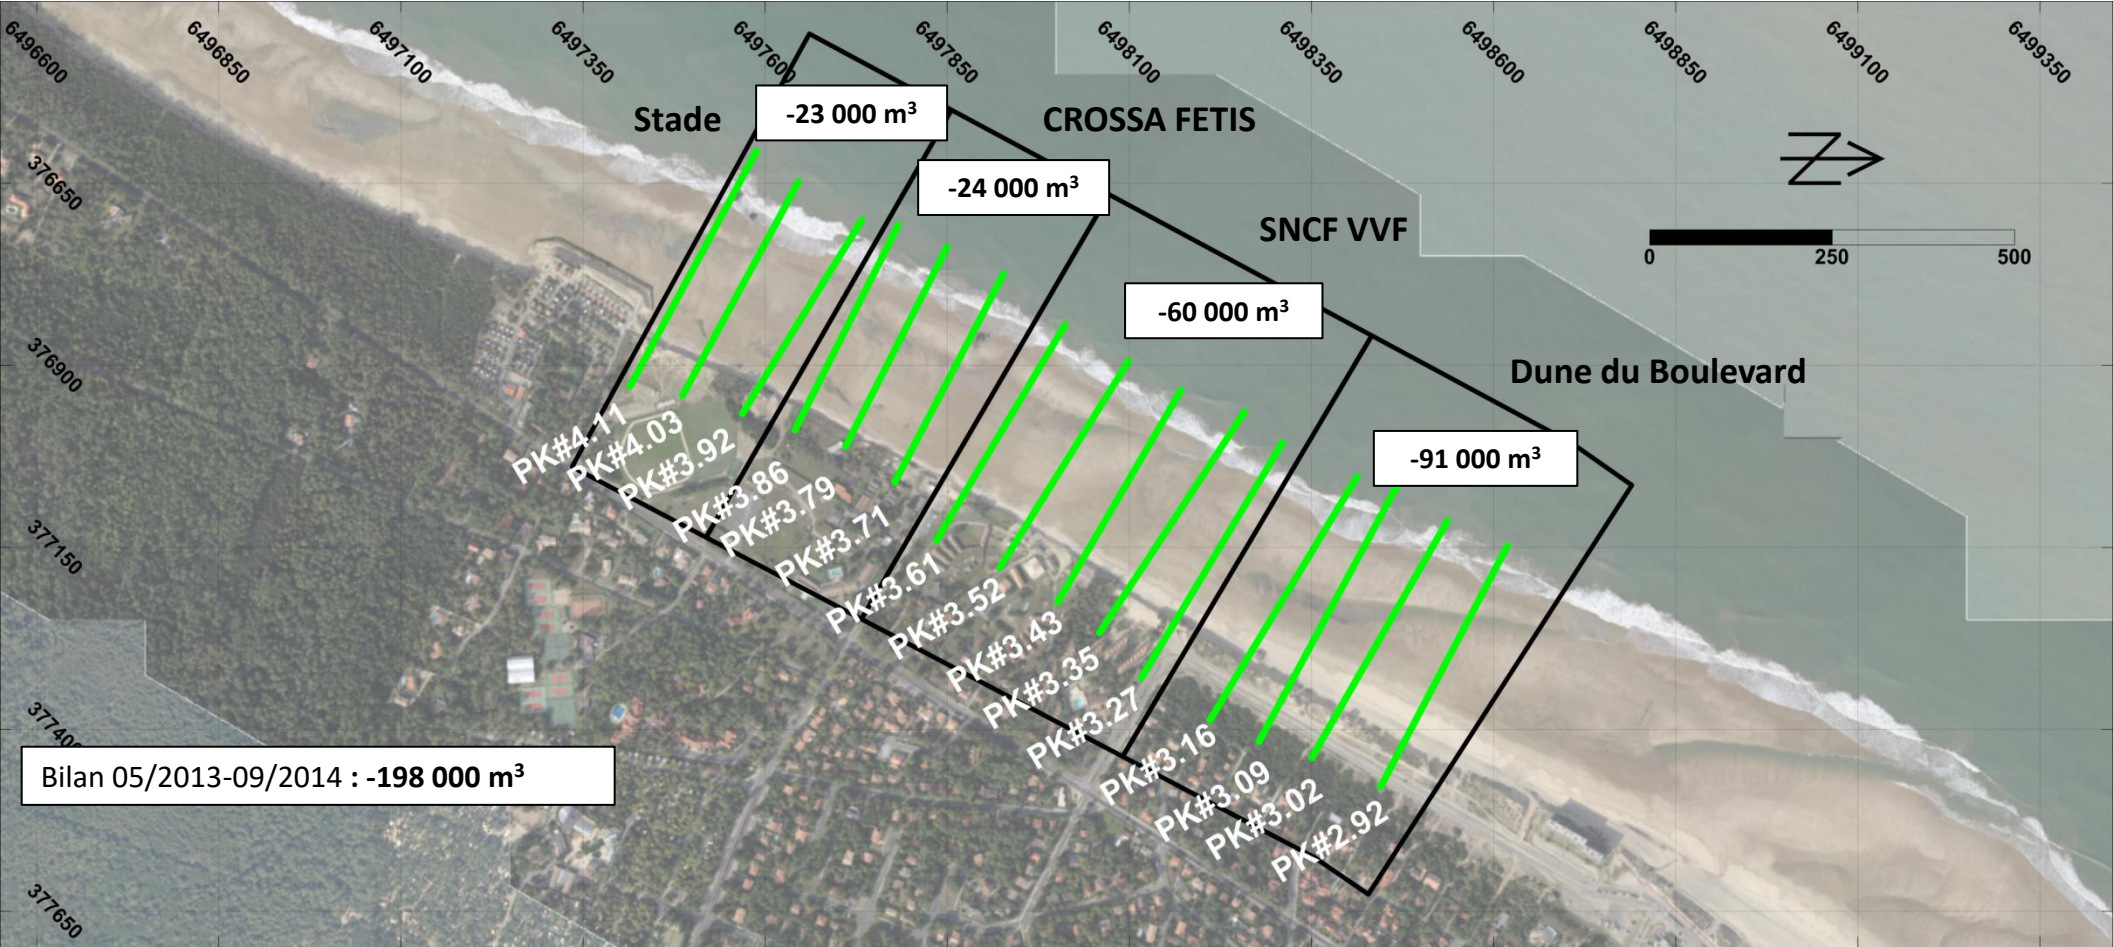 6496600
6496850
6497100
6497350
6497600
6497850
6498100
6498350
6498600
6498850
6499100
6499350
Stade
-23 000 m³
CROSSA FETIS
376650
-24 000 m³
SNCF VVF
0 250 500
-60 000 m³
376900
Dune du Boulevard
PK#4.11
PK#4.03
PK#3.92
-91 000 m³
PK#3.86
PK#3.79
PK#3.71
377150
PK#3.61
PK#3.52
PK#3.43
PK#3.35
PK#3.27
377400
PK#3.16
PK#3.09
PK#3.02
PK#2.92
Bilan 05/2013-09/2014 : -198 000 m³
377650